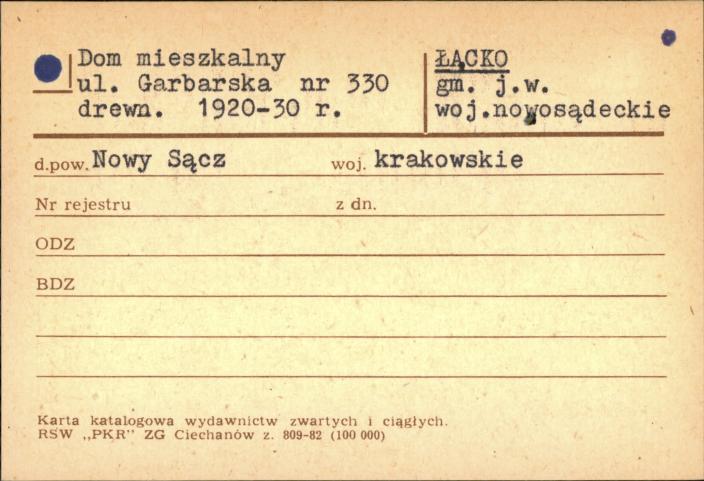 Dom mieszkalny
ul. Garbarska nr 330
drewn. 1920-30 r.
ŁĄCKO
gm. j.w.
woj.nowosądeckie
d.pow. Nowy Sącz woj. krakowskie
Nr rejestru z dn.
ODZ
BDZ
Karta katalogowa wydawnictw zwartych i ciągłych.
RSW „PKR" ZG Ciechanów z. 809-82 (100 000)